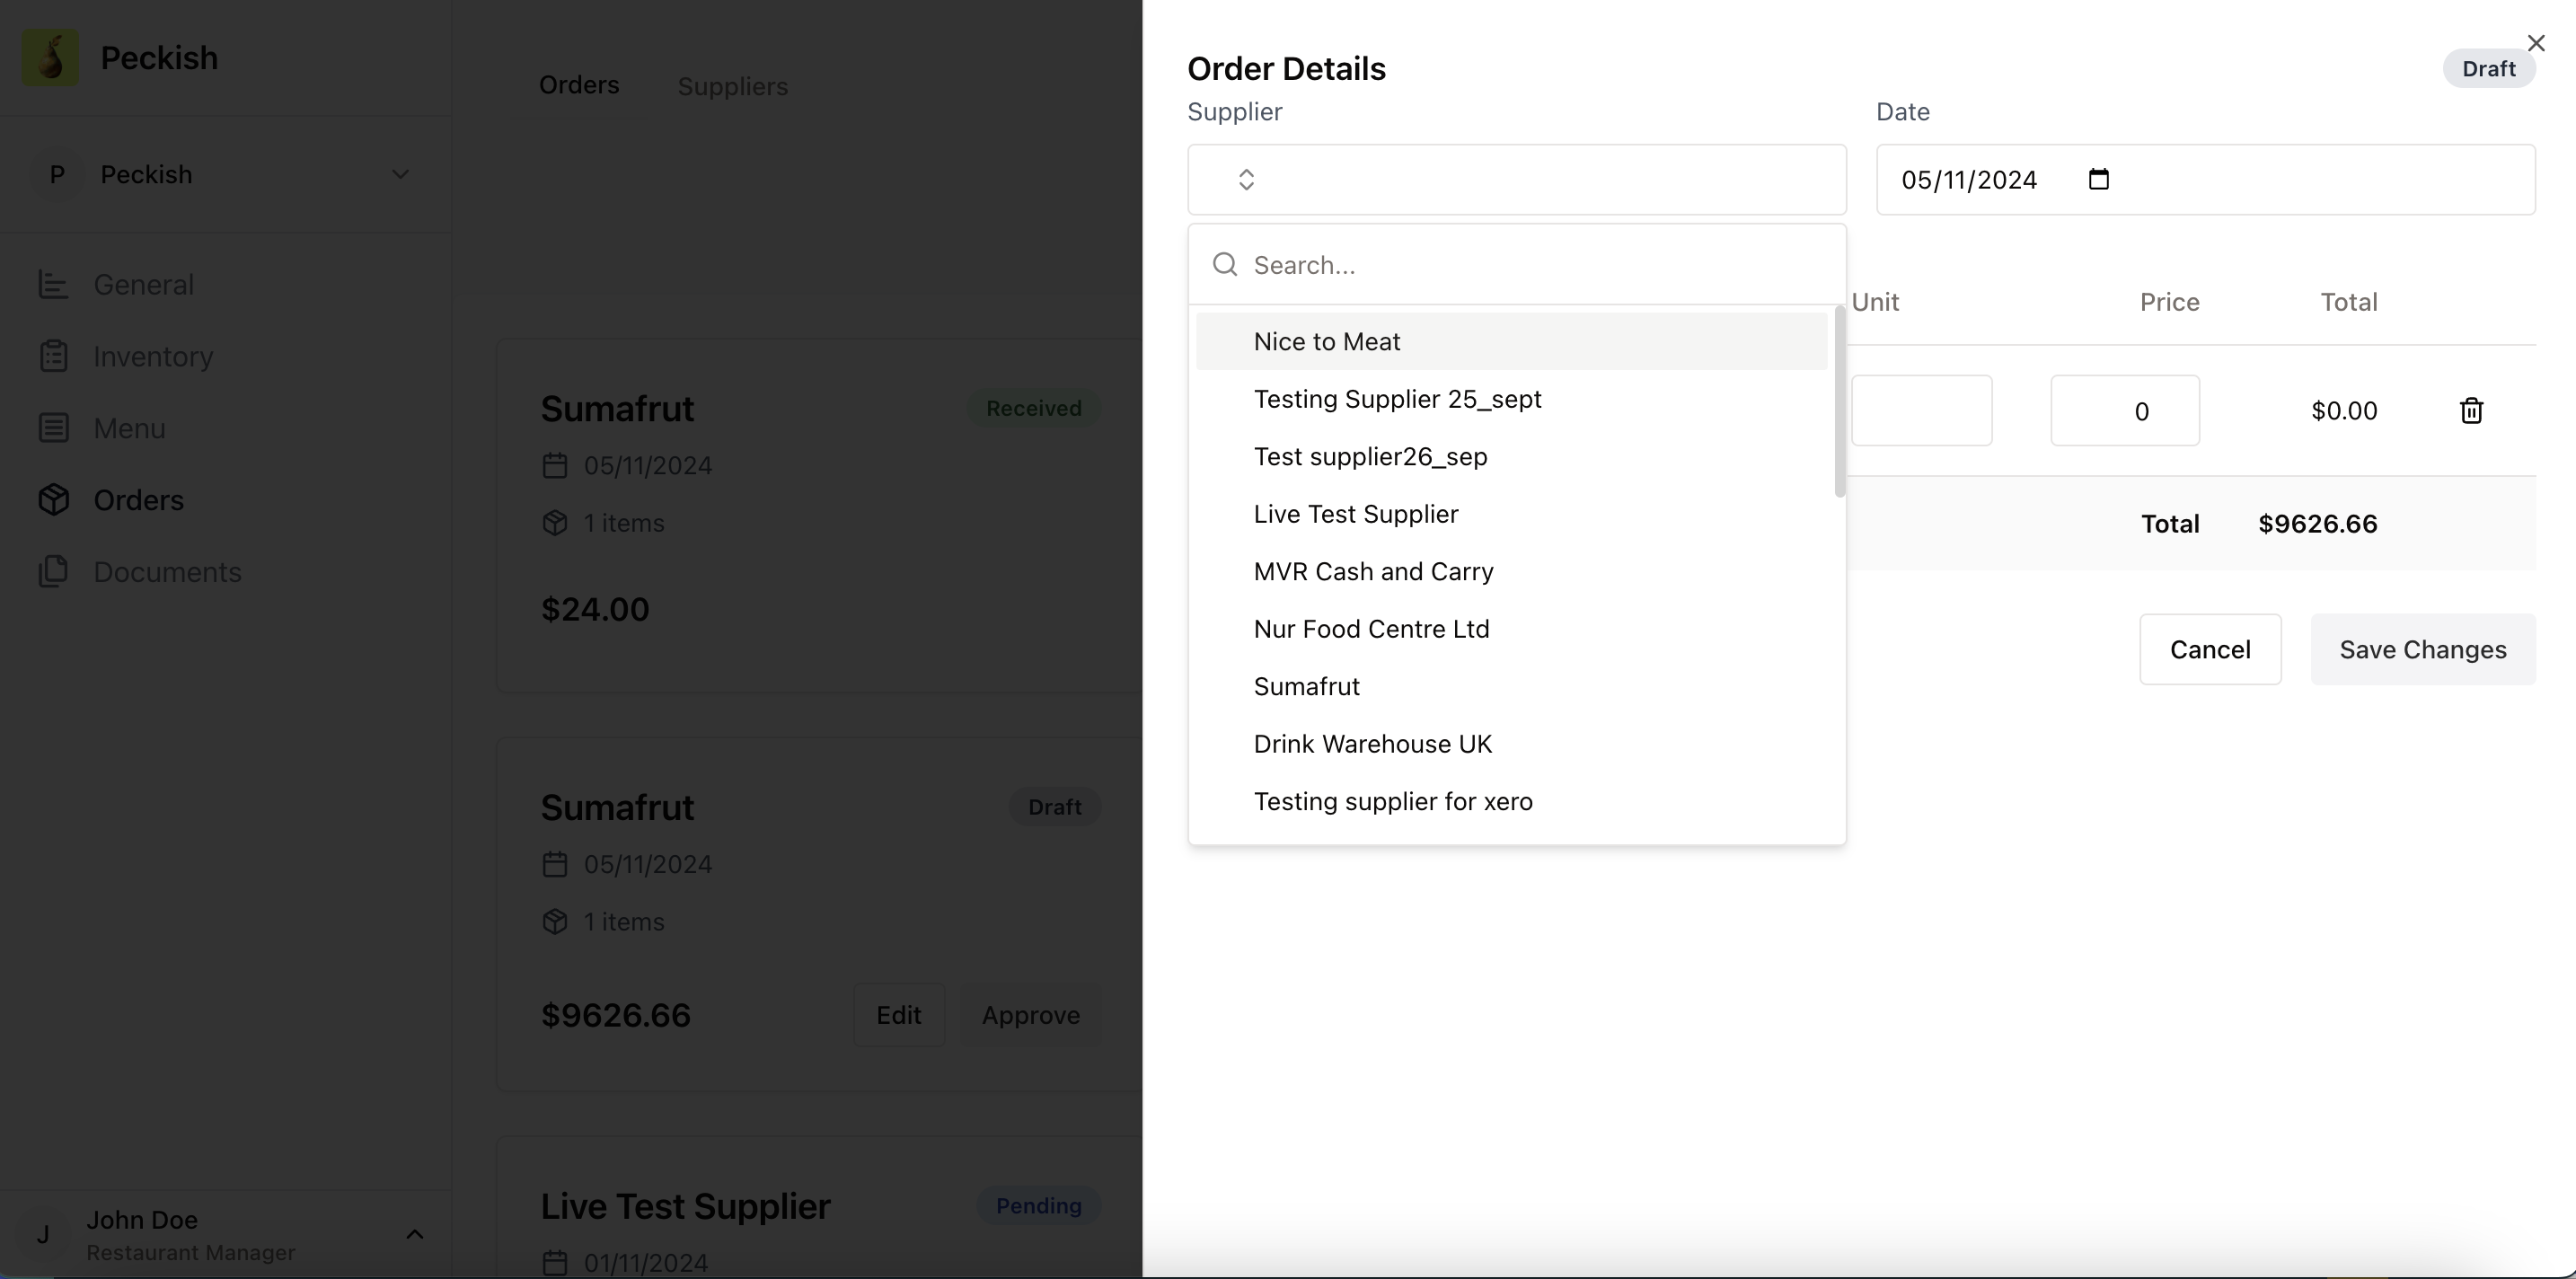 Peckish
P Peckish
General
Inventory
Menu
Orders
Documents
J
John Doe
Restaurant Manager
Orders Suppliers
Sumafrut Received
05/11/2024
1 items
$24.00
Sumafrut Draft
05/11/2024
1 items
$9626.66 Edit Approve
Live Test Supplier Pending
01/11/2024
Order Details Draft
Supplier Date
05/11/2024
Search...
Nice to Meat
Testing Supplier 25_sept
Test supplier26_sep
Live Test Supplier
MVR Cash and Carry
Nur Food Centre Ltd
Sumafrut
Drink Warehouse UK
Testing supplier for xero
Unit Price Total
0 $0.00
Total $9626.66
Cancel Save Changes